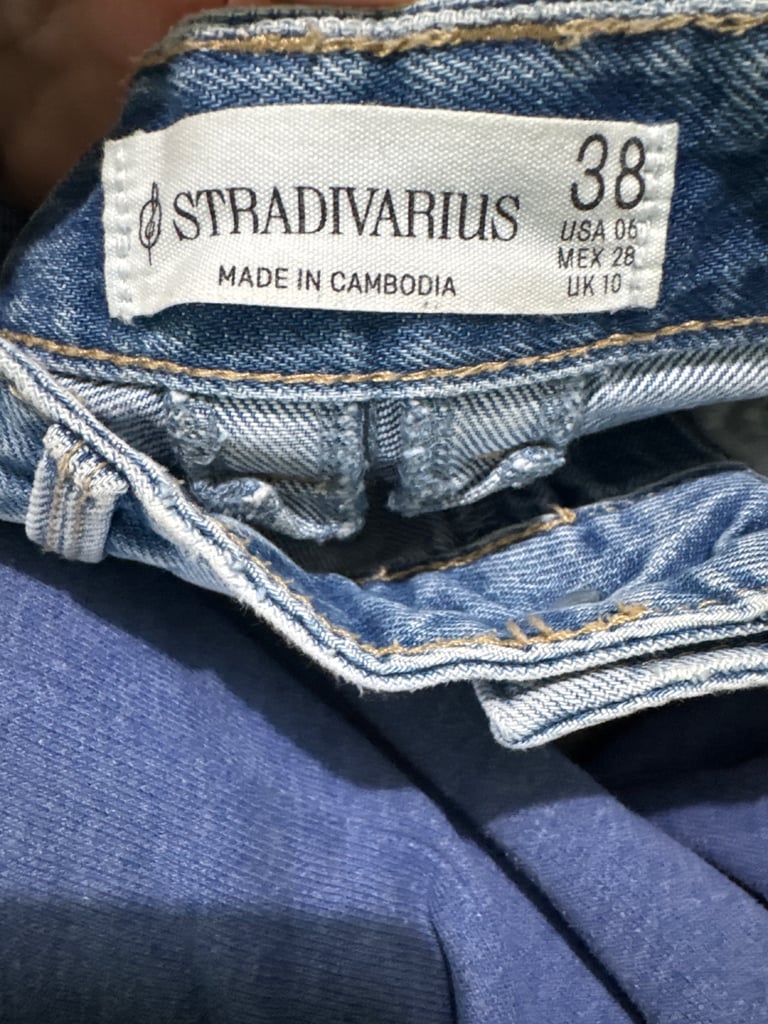 STRADIVARIUS
MADE IN CAMBODIA
38
USA 06
MEX 28
UK 10